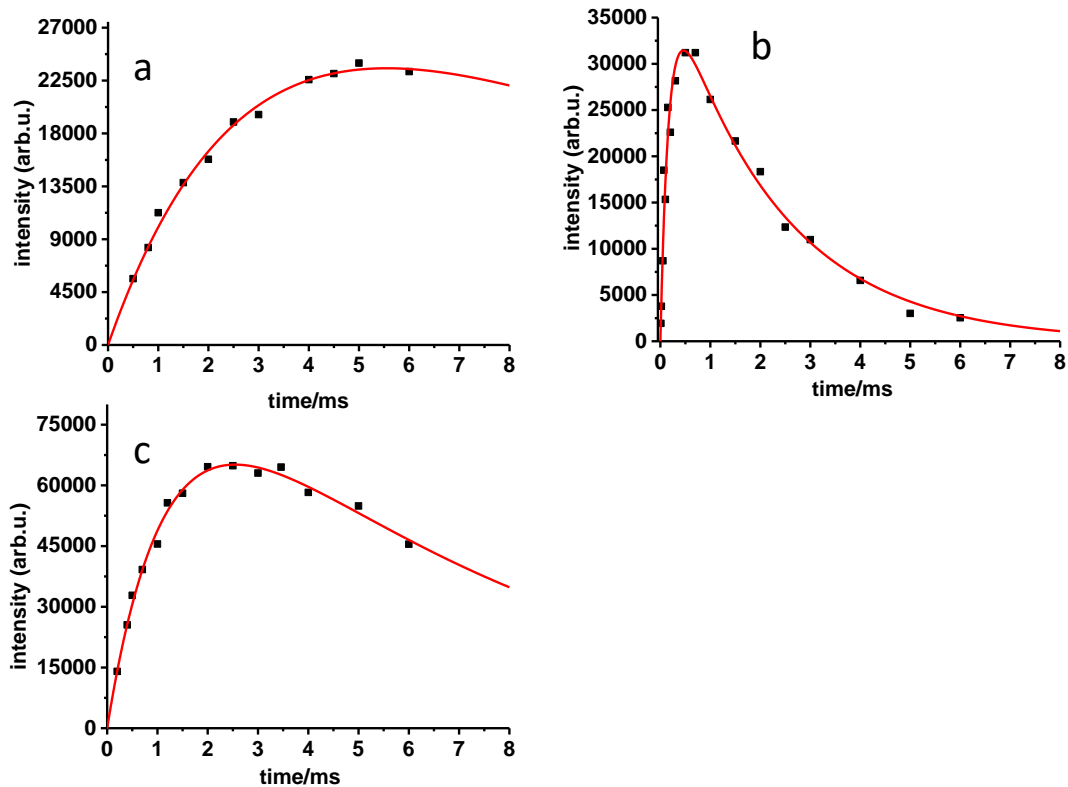 a
intensity (arb.u.)
27000
22500
18000
13500
9000
4500
0
0 1 2 3 4 5 6 7 8
time/ms
b
intensity (arb.u.)
35000
30000
25000
20000
15000
10000
5000
0
0 1 2 3 4 5 6 7 8
time/ms
c
intensity (arb.u.)
75000
60000
45000
30000
15000
0
0 1 2 3 4 5 6 7 8
time/ms